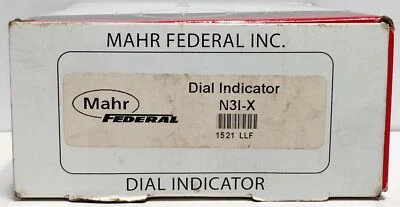 MAHR FEDERAL INC.
Mahr
FEDERAL
Dial Indicator
N3I-X
1521 LLF
DIAL INDICATOR